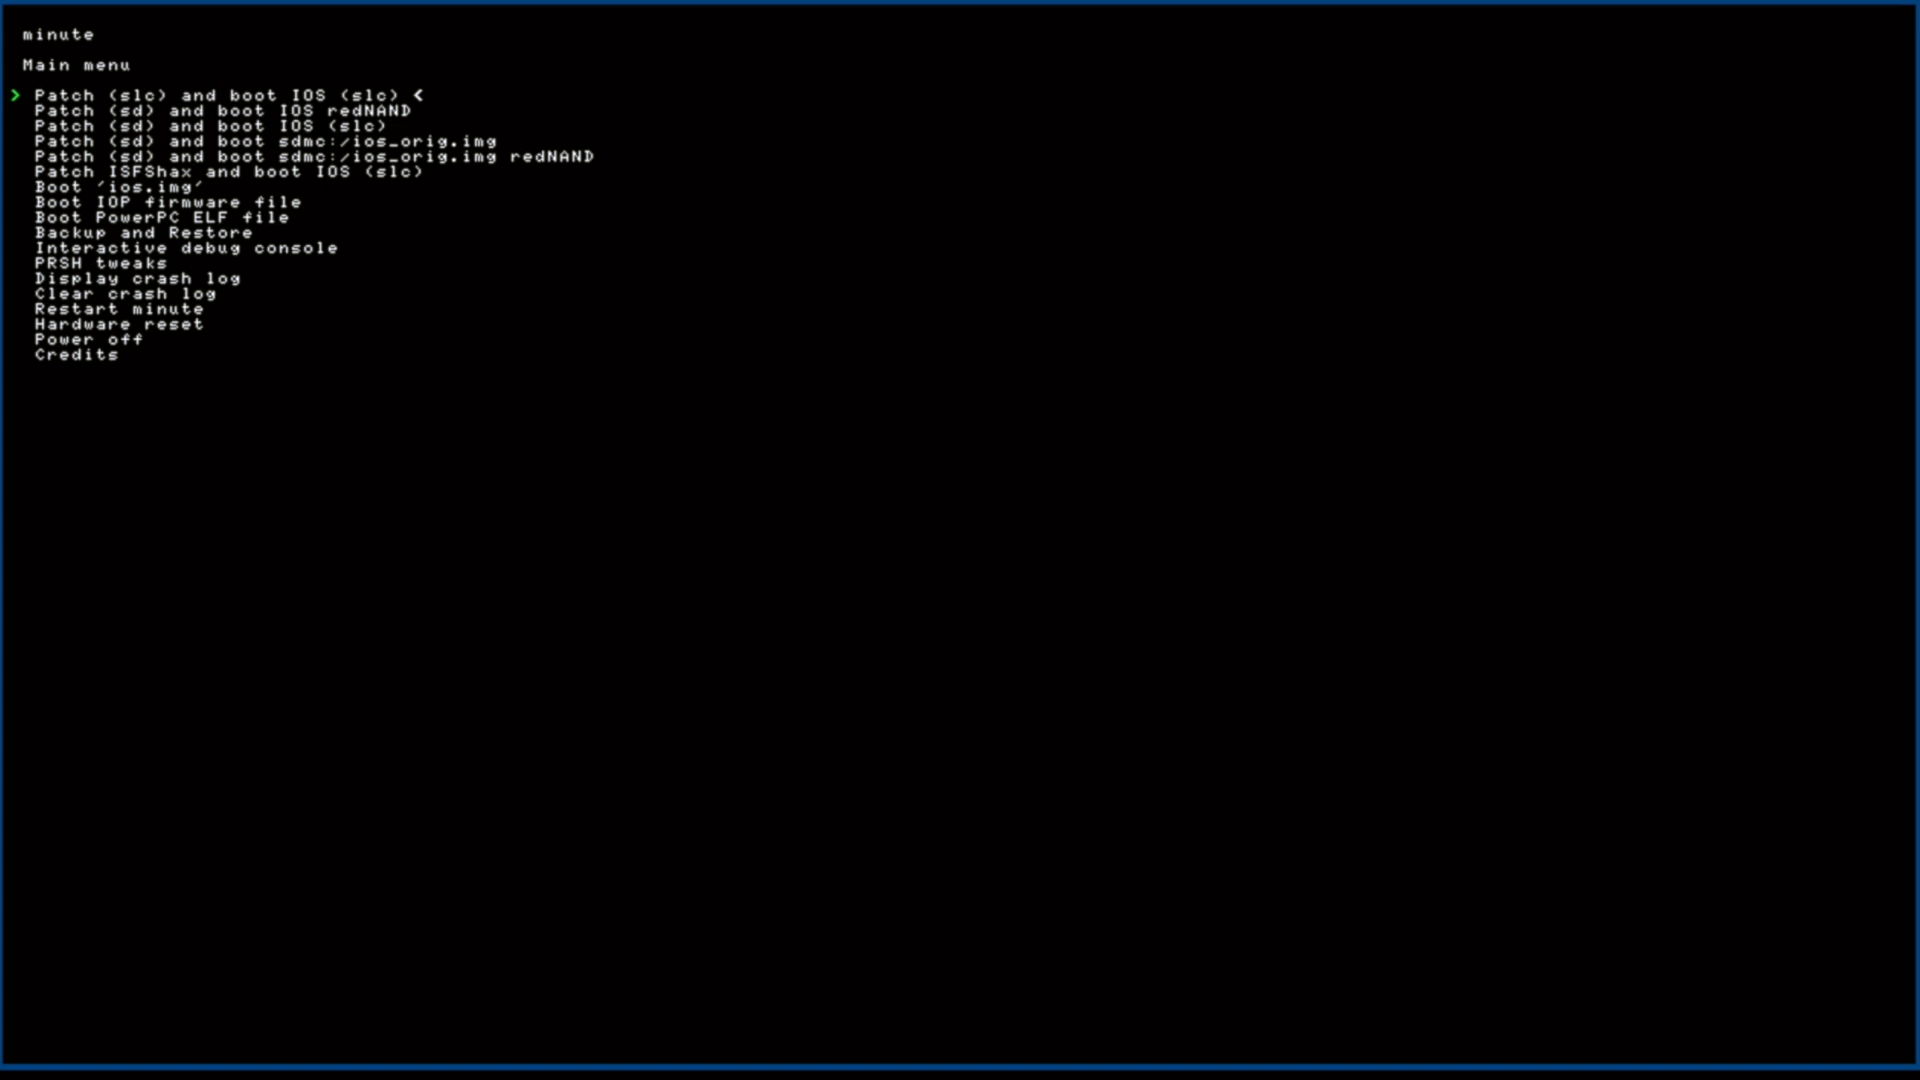 minute
Main menu
> Patch (slc) and boot IOS (slc) <
Patch (sd) and boot IOS redNAND
Patch (sd) and boot IOS (slc)
Patch (sd) and boot sdmc:/ios_orig.img
Patch (sd) and boot sdmc:/ios_orig.img redNAND
Patch ISFShax and boot IOS (slc)
Boot 'ios.img'
Boot IOP firmware file
Boot PowerPC ELF file
Backup and Restore
Interactive debug console
PRSH tweaks
Display crash log
Clear crash log
Restart minute
Hardware reset
Power off
Credits